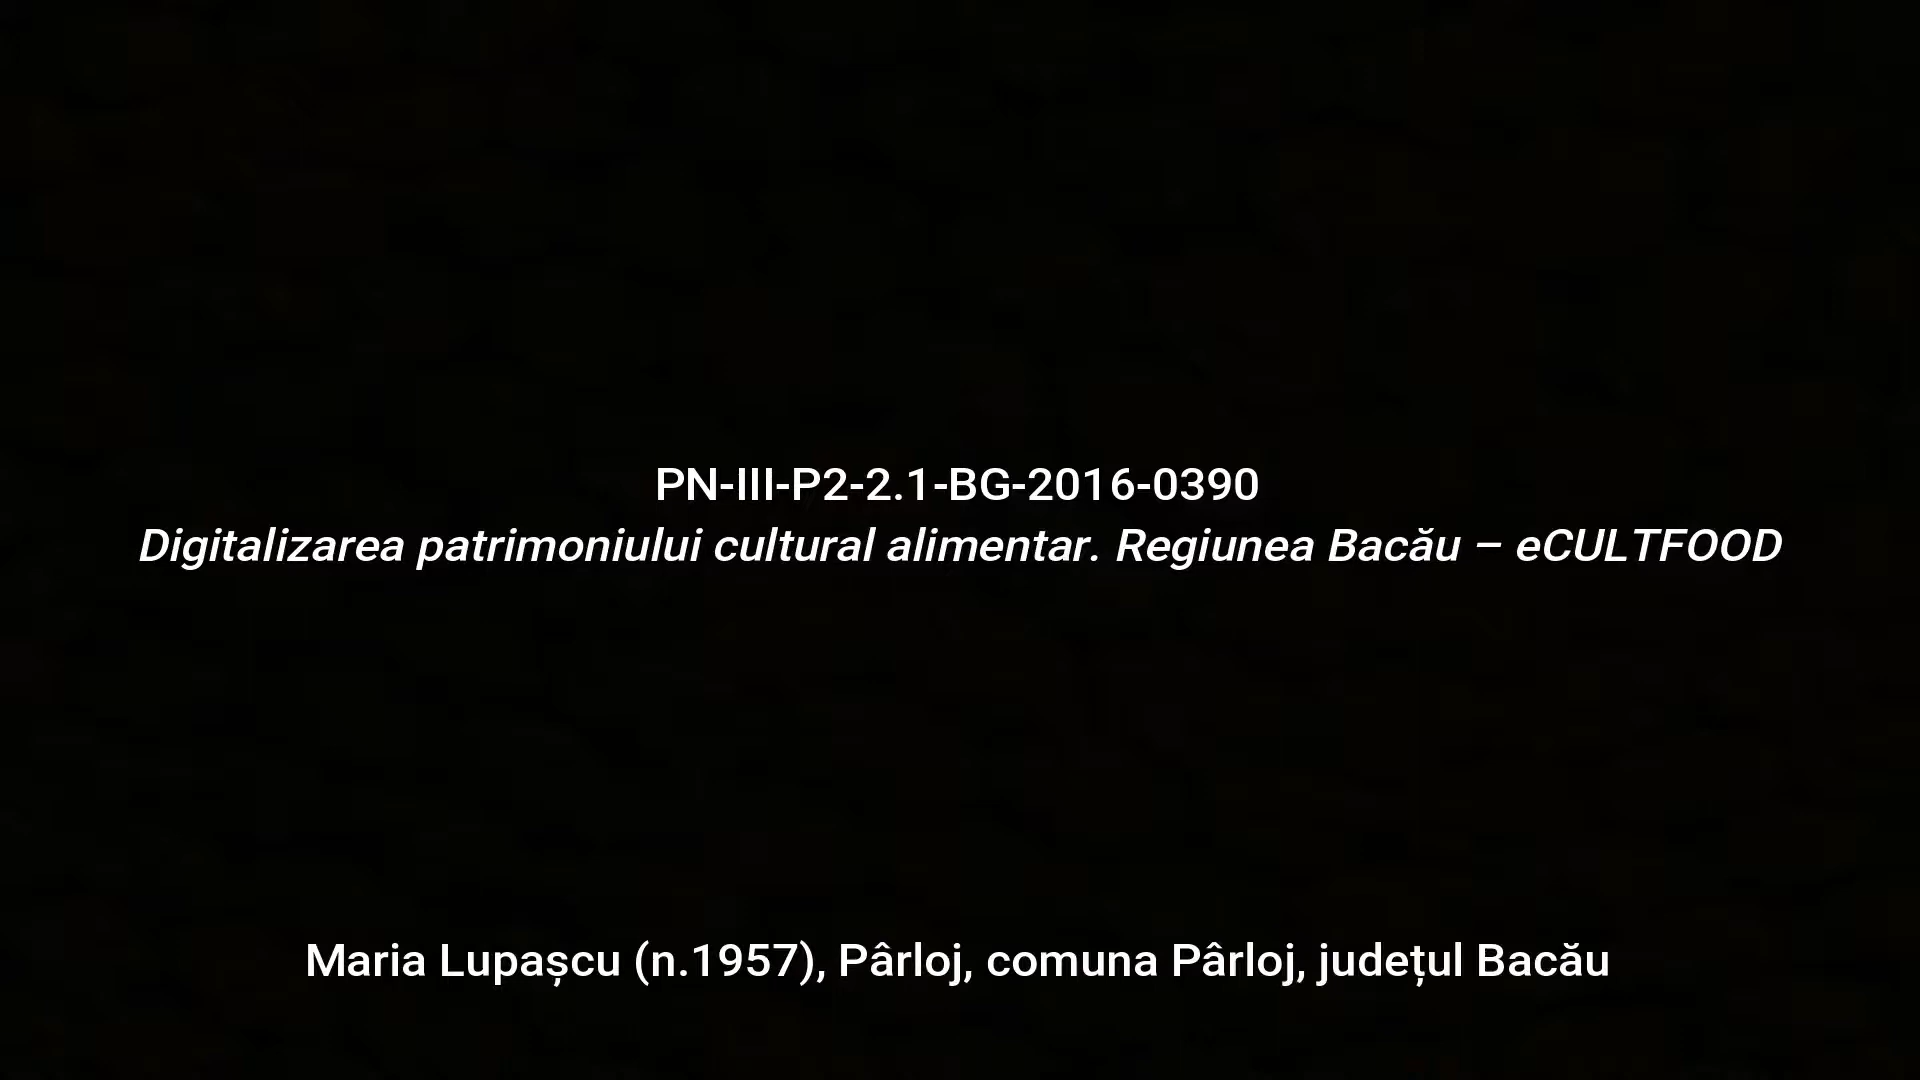 PN-III-P2-2.1-BG-2016-0390
Digitalizarea patrimoniului cultural alimentar. Regiunea Bacău – eCULTFOOD
Maria Lupașcu (n.1957), Pârloj, comuna Pârloj, județul Bacău